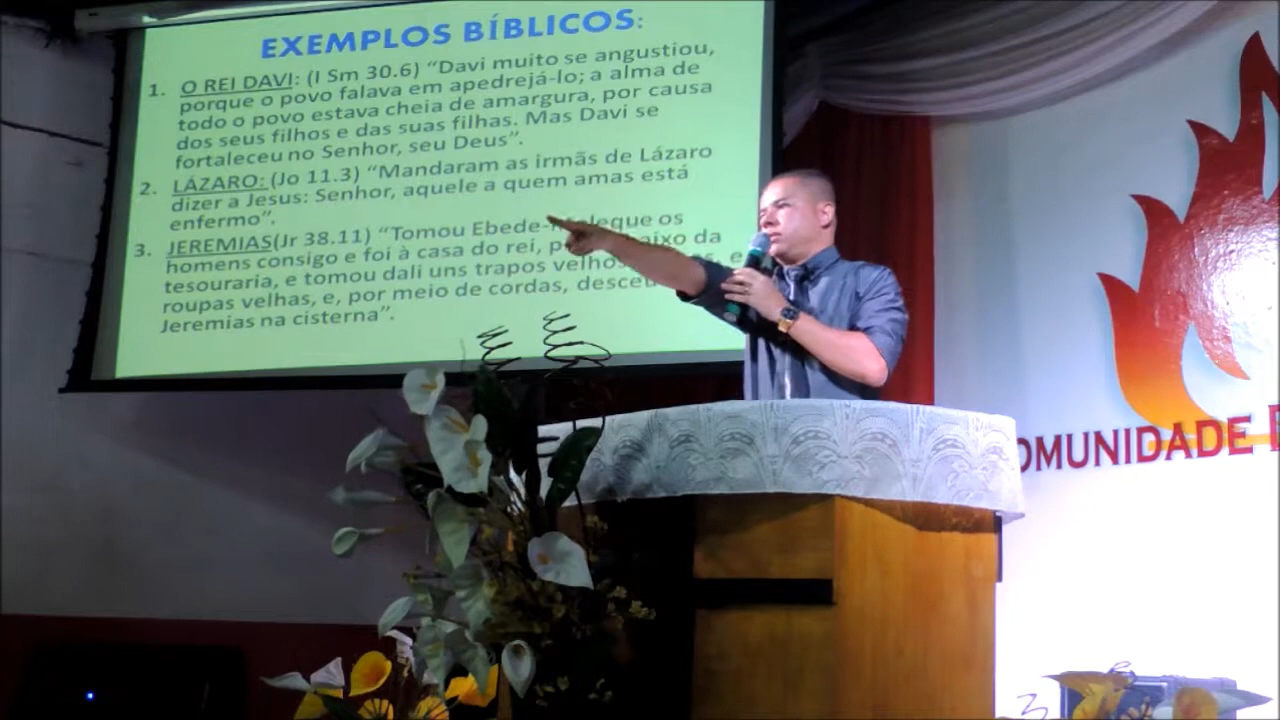 EXEMPLOS BÍBLICOS:
1. O REI DAVI: (I Sm 30.6) “Davi muito se angustiou,
porque o povo falava em apedrejá-lo; a alma de
todo o povo estava cheia de amargura, por causa
dos seus filhos e das suas filhas. Mas Davi se
fortaleceu no Senhor, seu Deus”.
2. LÁZARO: (Jo 11.3) “Mandaram as irmãs de Lázaro
dizer a Jesus: Senhor, aquele a quem amas está
enfermo”.
3. JEREMIAS(Jr 38.11) “Tomou Ebede- os
homens consigo e foi à casa do rei, da
tesouraria, e tomou dali uns trapos e
roupas velhas, e, por meio de cordas,
Jeremias na cisterna”.
OMUNIDADE